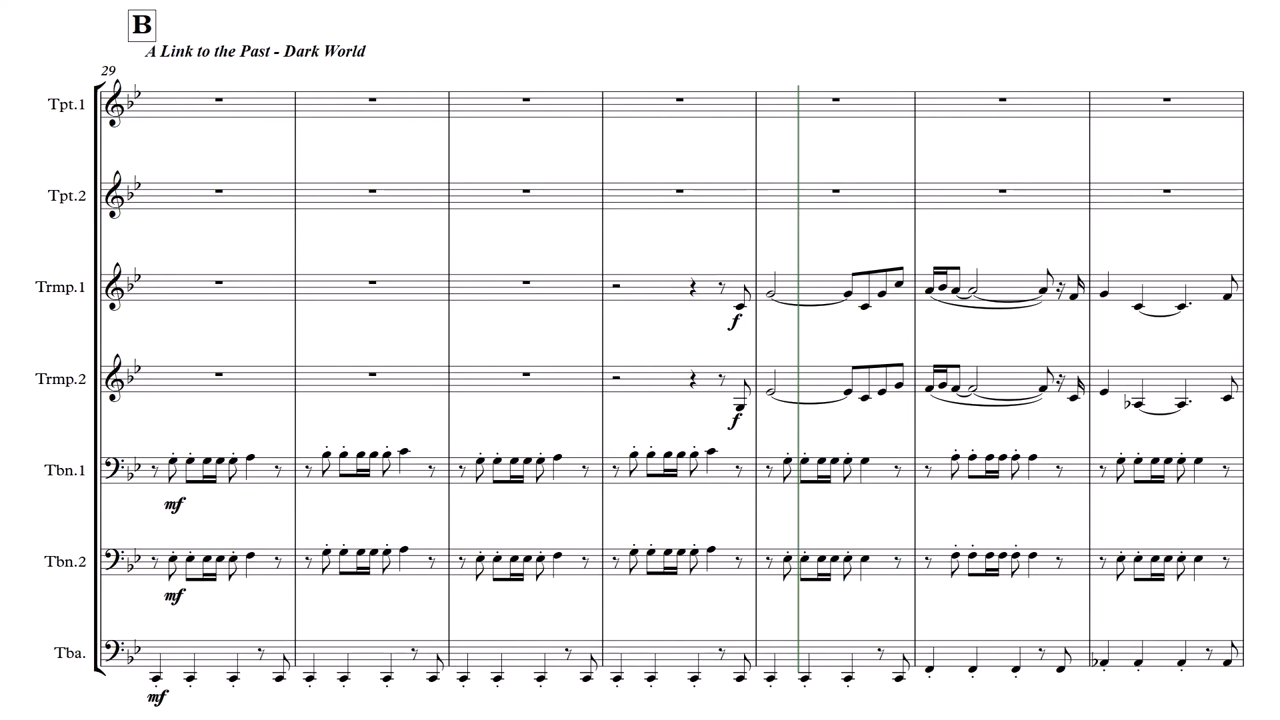 B
A Link to the Past - Dark World
29
Tpt.1
Tpt.2
Trmp.1
f
Trmp.2
f
Tbn.1
mf
Tbn.2
mf
Tba.
mf